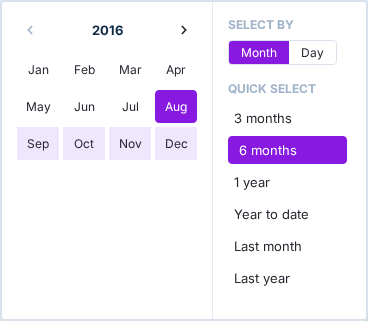 2016
Jan Feb Mar Apr
May Jun Jul Aug
Sep Oct Nov Dec
SELECT BY
Month Day
QUICK SELECT
3 months
6 months
1 year
Year to date
Last month
Last year